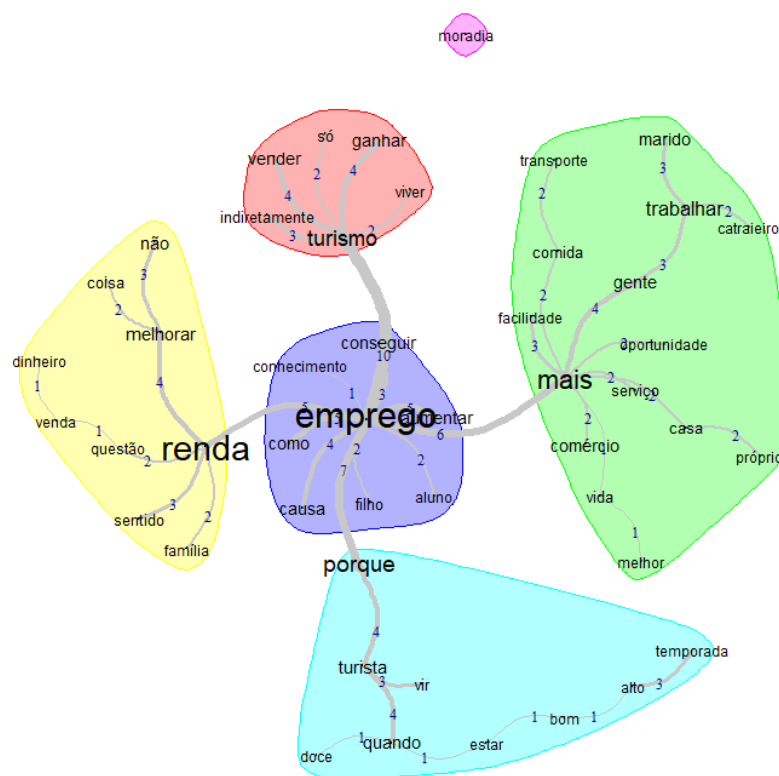 moradia
só
ganhar
vender
4
2
4
viver
indiretamente
2
3
turismo
marido
transporte
3
2
trabalhar
2
catraieiro
comida
3
gente
2
4
facilidade
3
oportunidade
mais
2
serviço
2
2
comércio
casa
2
próprio
vida
1
melhor
não
3
coisa
2
melhorar
dinheiro
4
1
venda
1
questão
2
renda
3
sentido
2
família
conseguir
10
conhecimento
1
3
5
5
emprego
aumentar
6
como
4
2
7
2
causa
filho
aluno
porque
4
turista
3
vir
4
temporada
3
alto
1
bom
1
estar
1
quando
1
doce